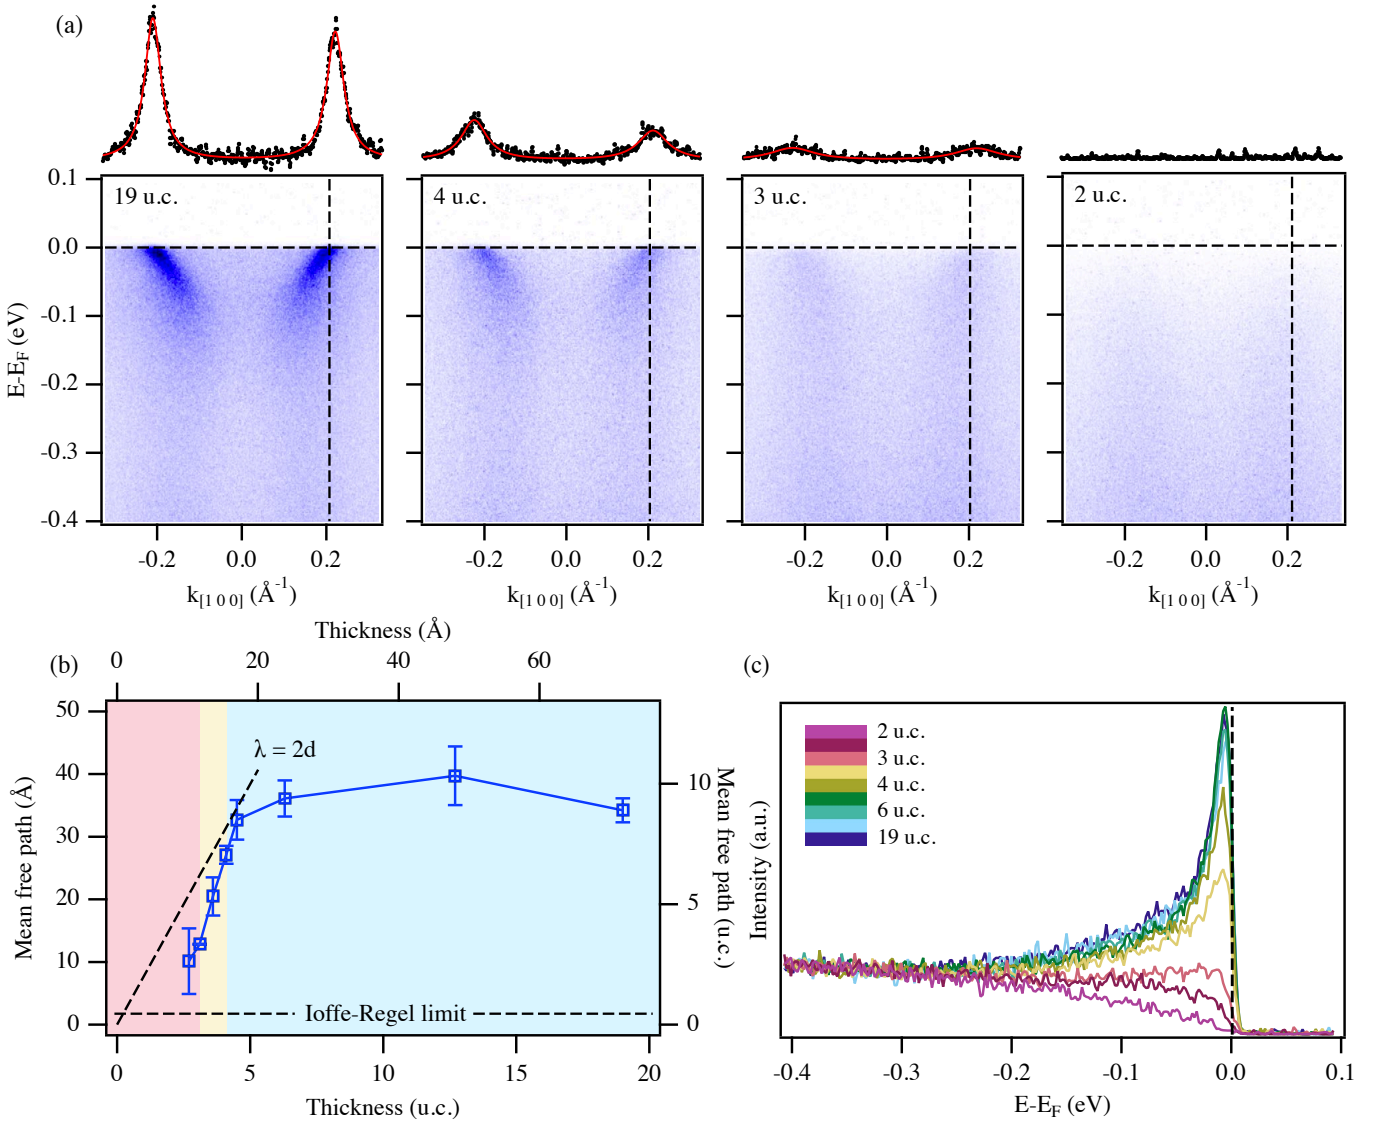 (a)
19 u.c.
4 u.c.
3 u.c.
2 u.c.
0.1
0.0
-0.1
-0.2
-0.3
-0.4
E-E_F (eV)
-0.2 0.0 0.2
-0.2 0.0 0.2
-0.2 0.0 0.2
-0.2 0.0 0.2
k[1 0 0] (Å-1)
k[1 0 0] (Å-1)
k[1 0 0] (Å-1)
k[1 0 0] (Å-1)
(b)
Thickness (Å)
0 20 40 60
50
40
30
20
10
0
Mean free path (Å)
λ = 2d
Ioffe-Regel limit
10
5
0
Mean free path (u.c.)
0 5 10 15 20
Thickness (u.c.)
(c)
2 u.c.
3 u.c.
4 u.c.
6 u.c.
19 u.c.
Intensity (a.u.)
-0.4 -0.3 -0.2 -0.1 0.0 0.1
E-E_F (eV)